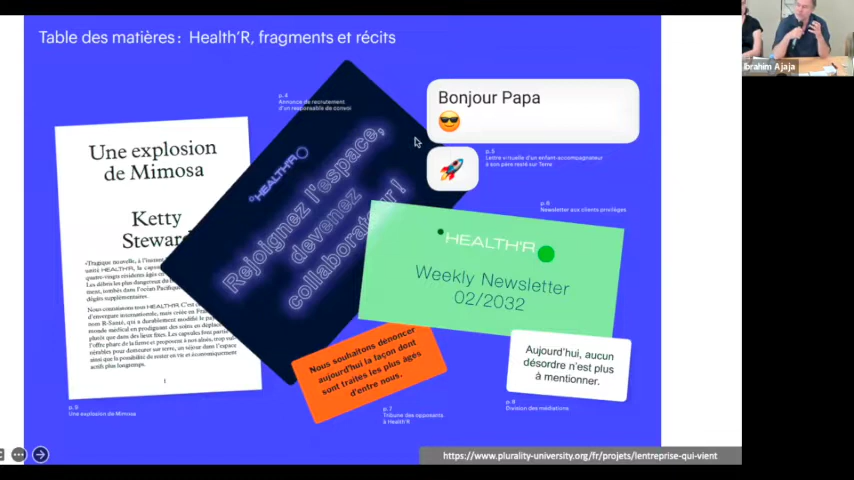 Table des matières : Health'R, fragments et récits
p.4
Annonce de recrutement
d'un responsable de convoi
Bonjour Papa
Une explosion
de Mimosa
Ketty
Steward
HEALTH'R
Rejoignez l'espace,
devenez
collaborateur !
p.5
Lettre virtuelle d'un enfant-accompagnateur
à son père resté sur Terre
p.6
Newsletter aux clients privilégiés
HEALTH'R
Weekly Newsletter
02/2032
Nous souhaitons dénoncer
aujourd'hui la façon dont
sont traités les plus âgés
d'entre nous.
Aujourd'hui, aucun
désordre n'est plus
à mentionner.
1
p.3
Une explosion de Mimosa
p.7
Tribune des opposants
à Health'R
p.8
Division des médiations
https://www.plurality-university.org/fr/projets/lentreprise-qui-vient
Ibrahim Ajaja